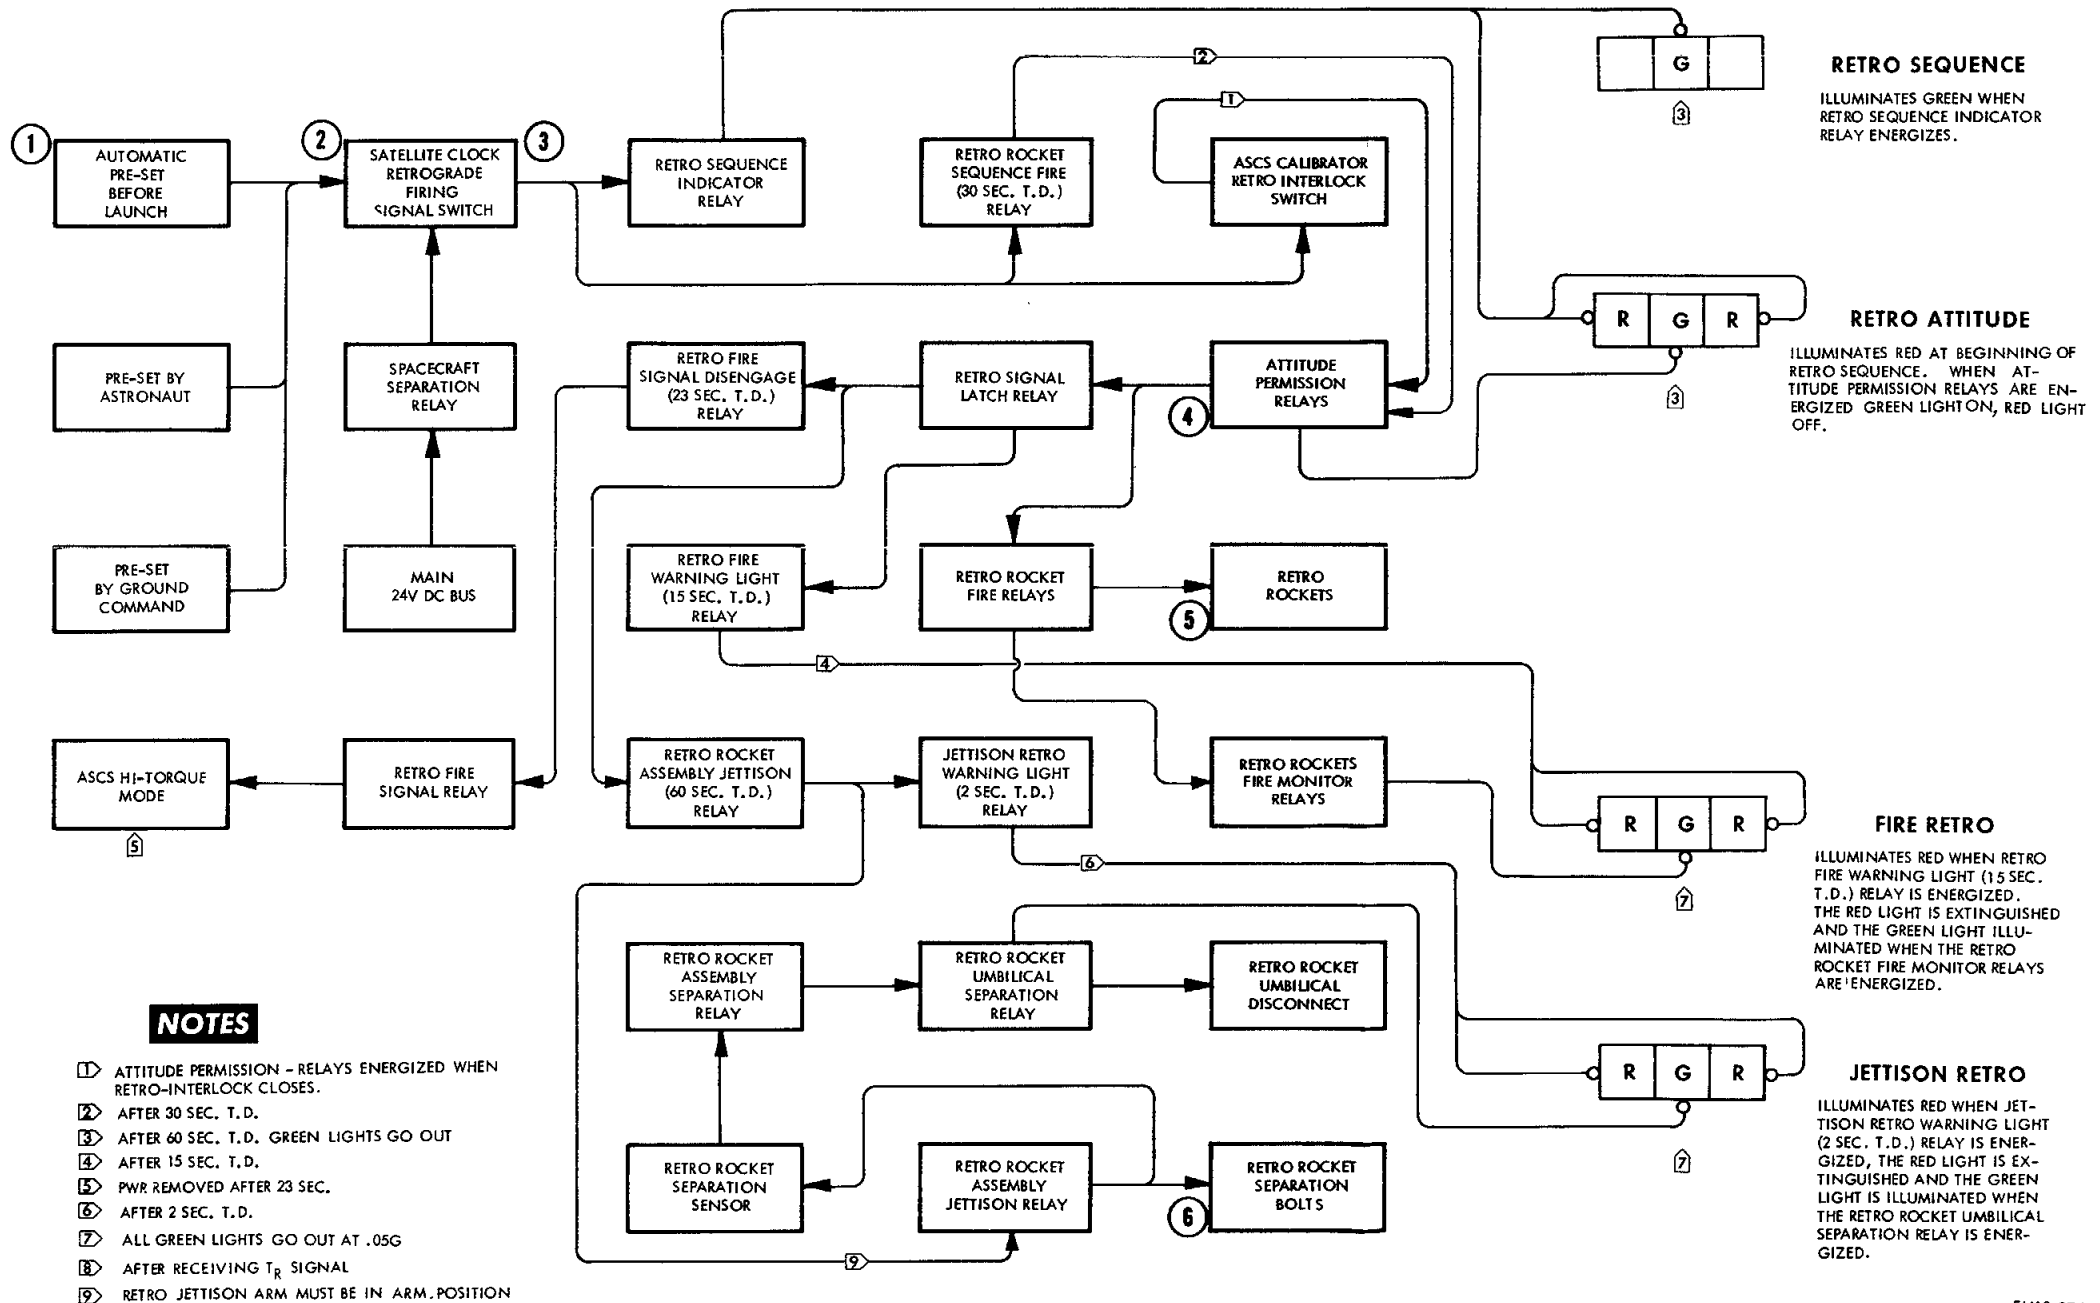 1
AUTOMATIC
PRE-SET
BEFORE
LAUNCH
2
SATELLITE CLOCK
RETROGRADE
FIRING
SIGNAL SWITCH
3
RETRO SEQUENCE
INDICATOR
RELAY
2
RETRO ROCKET
SEQUENCE FIRE
(30 SEC. T.D.)
RELAY
1
ASCS CALIBRATOR
RETRO INTERLOCK
SWITCH
G
3
RETRO SEQUENCE
ILLUMINATES GREEN WHEN
RETRO SEQUENCE INDICATOR
RELAY ENERGIZES.
PRE-SET BY
ASTRONAUT
SPACECRAFT
SEPARATION
RELAY
RETRO FIRE
SIGNAL DISENGAGE
(23 SEC. T.D.)
RELAY
RETRO SIGNAL
LATCH RELAY
4
ATTITUDE
PERMISSION
RELAYS
R G R
3
RETRO ATTITUDE
ILLUMINATES RED AT BEGINNING OF
RETRO SEQUENCE. WHEN AT-
TITUDE PERMISSION RELAYS ARE EN-
ERGIZED GREEN LIGHT ON, RED LIGHT
OFF.
PRE-SET
BY GROUND
COMMAND
MAIN
24V DC BUS
RETRO FIRE
WARNING LIGHT
(15 SEC. T.D.)
RELAY
4
RETRO ROCKET
FIRE RELAYS
5
RETRO
ROCKETS
ASCS HI-TORQUE
MODE
5
RETRO FIRE
SIGNAL RELAY
RETRO ROCKET
ASSEMBLY JETTISON
(60 SEC. T.D.)
RELAY
JETTISON RETRO
WARNING LIGHT
(2 SEC. T.D.)
RELAY
6
RETRO ROCKETS
FIRE MONITOR
RELAYS
R G R
7
FIRE RETRO
ILLUMINATES RED WHEN RETRO
FIRE WARNING LIGHT (15 SEC.
T.D.) RELAY IS ENERGIZED.
THE RED LIGHT IS EXTINGUISHED
AND THE GREEN LIGHT ILLU-
MINATED WHEN THE RETRO
ROCKET FIRE MONITOR RELAYS
ARE ENERGIZED.
RETRO ROCKET
ASSEMBLY
SEPARATION
RELAY
RETRO ROCKET
UMBILICAL
SEPARATION
RELAY
RETRO ROCKET
UMBILICAL
DISCONNECT
RETRO ROCKET
SEPARATION
SENSOR
RETRO ROCKET
ASSEMBLY
JETTISON RELAY
9
6
RETRO ROCKET
SEPARATION
BOLTS
R G R
7
JETTISON RETRO
ILLUMINATES RED WHEN JET-
TISON RETRO WARNING LIGHT
(2 SEC. T.D.) RELAY IS ENER-
GIZED, THE RED LIGHT IS EX-
TINGUISHED AND THE GREEN
LIGHT IS ILLUMINATED WHEN
THE RETRO ROCKET UMBILICAL
SEPARATION RELAY IS ENER-
GIZED.
NOTES
1 ATTITUDE PERMISSION - RELAYS ENERGIZED WHEN
RETRO-INTERLOCK CLOSES.
2 AFTER 30 SEC. T.D.
3 AFTER 60 SEC. T.D. GREEN LIGHTS GO OUT
4 AFTER 15 SEC. T.D.
5 PWR REMOVED AFTER 23 SEC.
6 AFTER 2 SEC. T.D.
7 ALL GREEN LIGHTS GO OUT AT .05G
8 AFTER RECEIVING TR SIGNAL
9 RETRO JETTISON ARM MUST BE IN ARM. POSITION